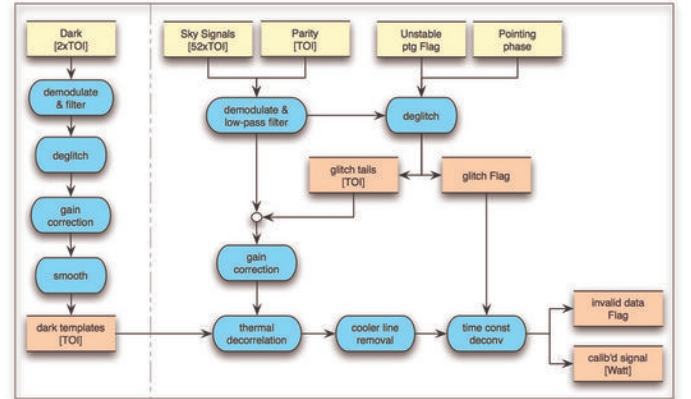 Dark
[2xTOI]
Sky Signals
[52xTOI]
Parity
[TOI]
Unstable
ptg Flag
Pointing
phase
demodulate
& filter
demodulate &
low-pass filter
deglitch
deglitch
glitch tails
[TOI]
glitch Flag
gain
correction
gain
correction
smooth
dark templates
[TOI]
thermal
decorrelation
cooler line
removal
time const
deconv
invalid data
Flag
calib'd signal
[Watt]